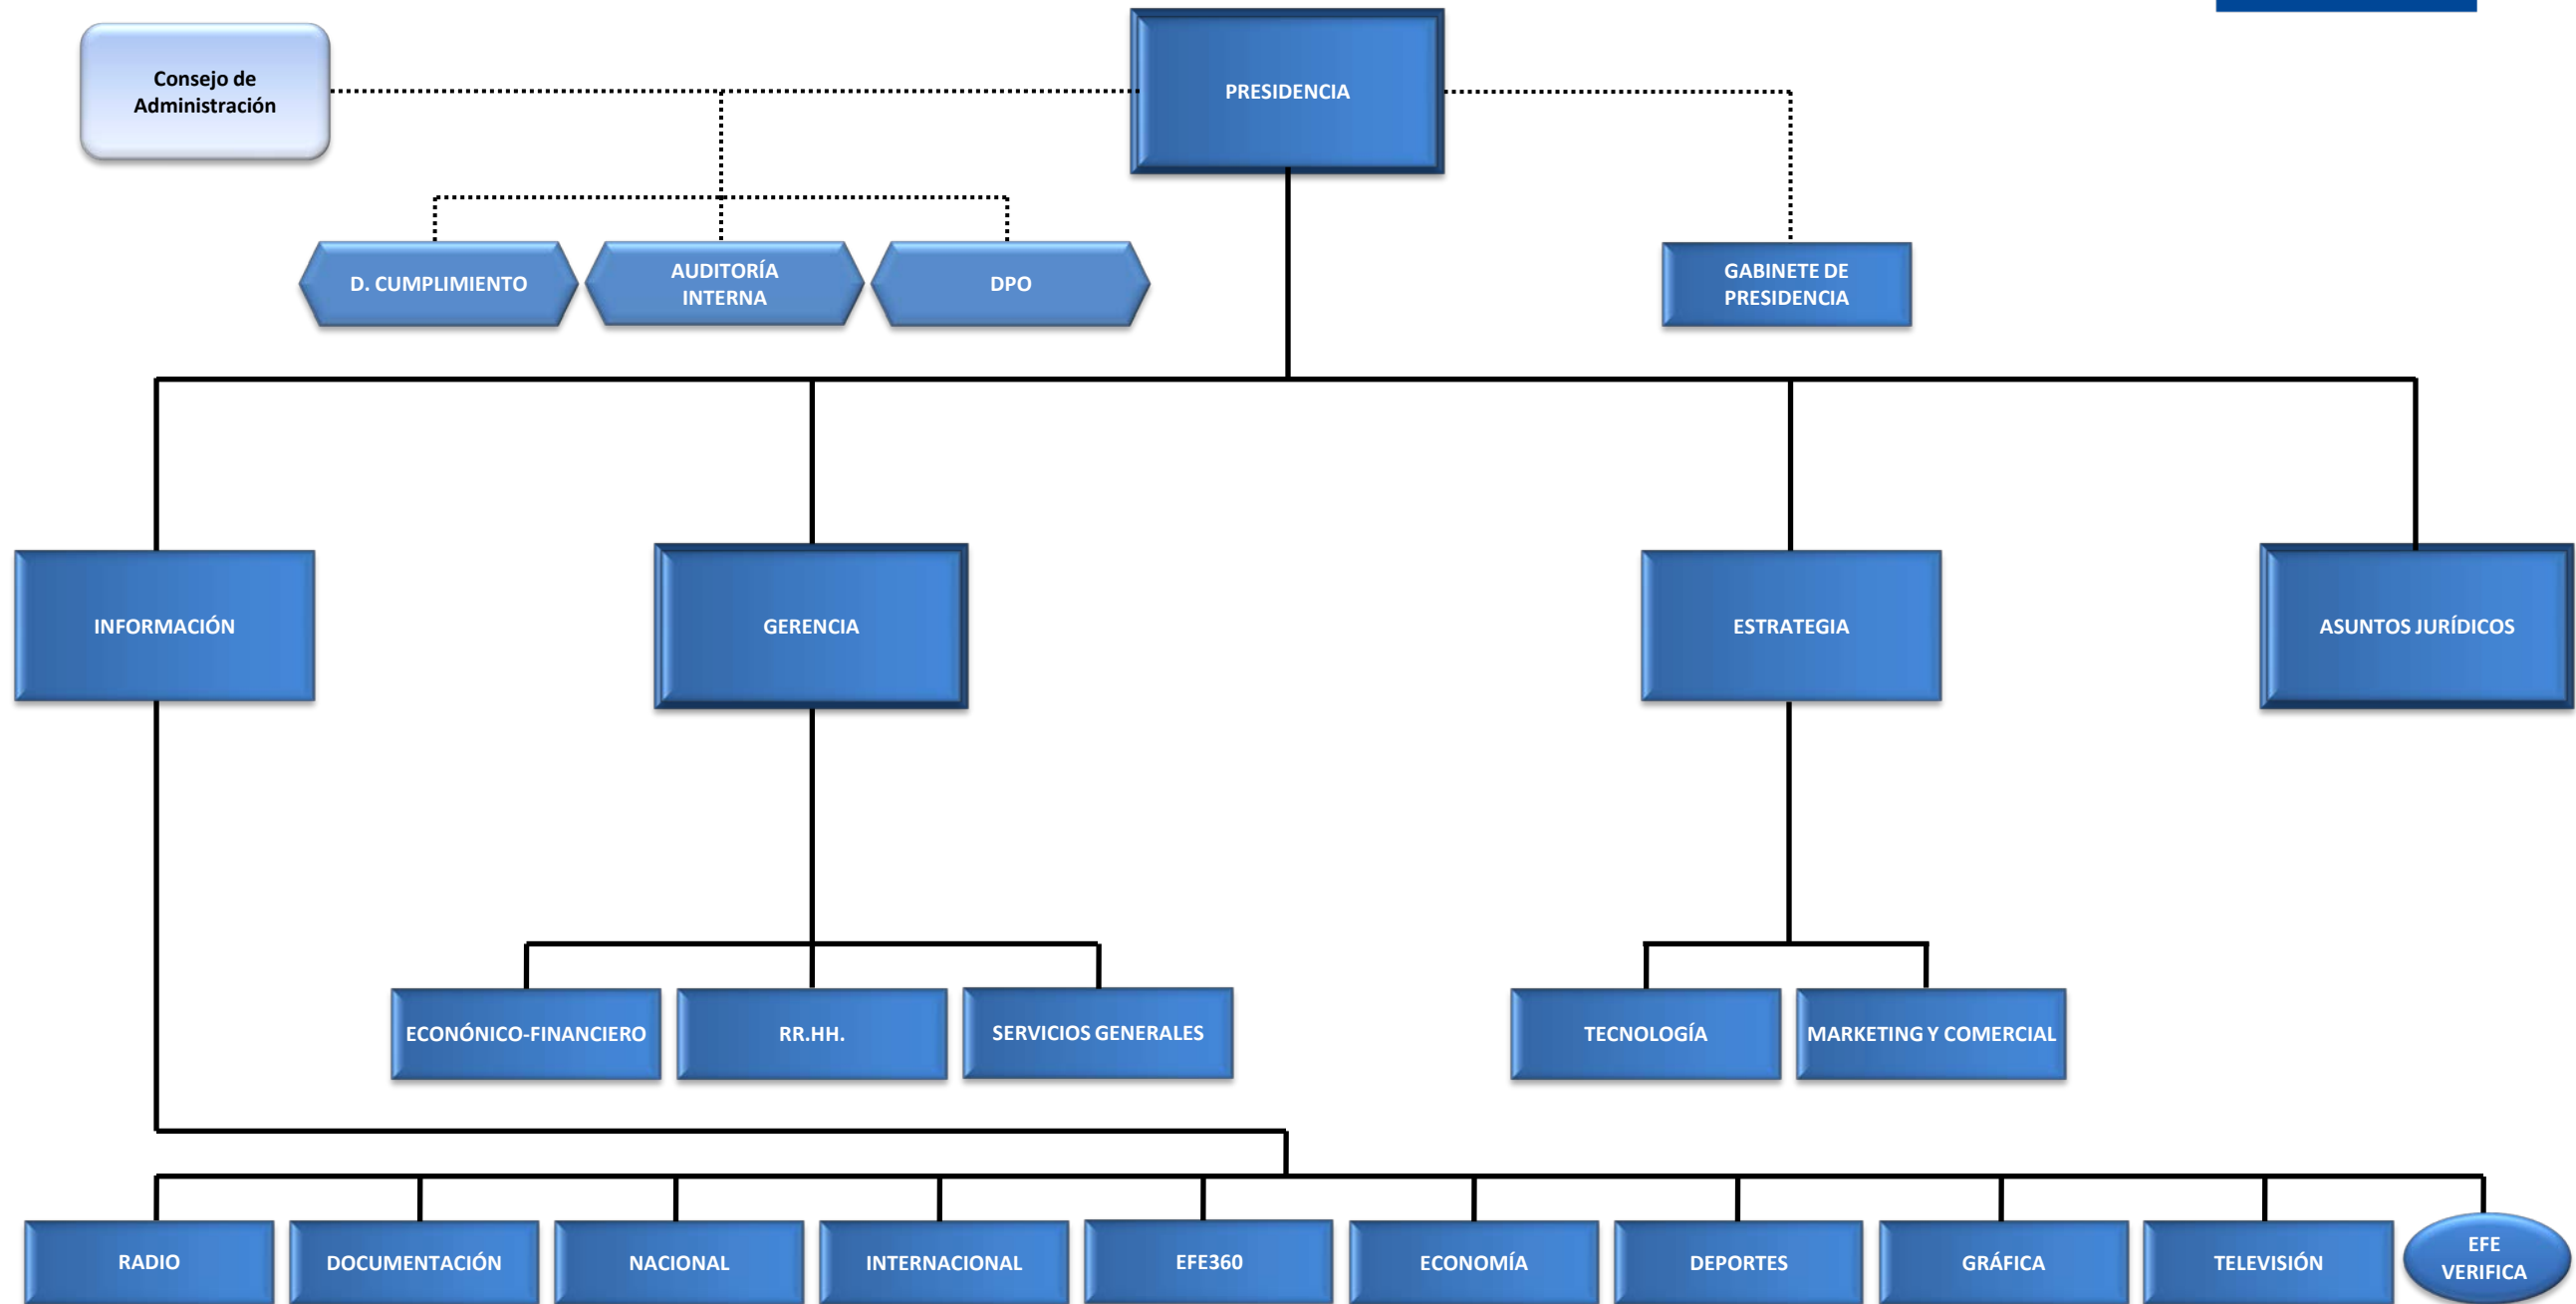 Consejo de
Administración
PRESIDENCIA
D. CUMPLIMIENTO
AUDITORÍA
INTERNA
DPO
GABINETE DE
PRESIDENCIA
INFORMACIÓN
GERENCIA
ESTRATEGIA
ASUNTOS JURÍDICOS
ECONÓNICO-FINANCIERO
RR.HH.
SERVICIOS GENERALES
TECNOLOGÍA
MARKETING Y COMERCIAL
RADIO
DOCUMENTACIÓN
NACIONAL
INTERNACIONAL
EFE360
ECONOMÍA
DEPORTES
GRÁFICA
TELEVISIÓN
EFE
VERIFICA